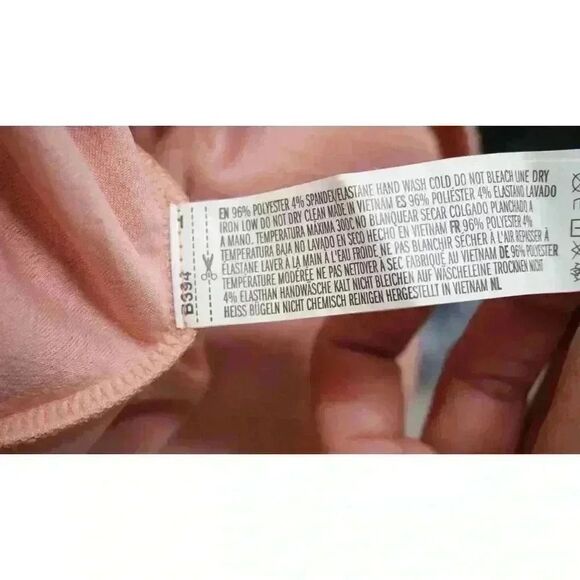 EN 96% POLYESTER 4% SPANDEX/ELASTANE HAND WASH COLD DO NOT BLEACH LINE DRY
IRON LOW DO NOT DRY CLEAN MADE IN VIETNAM ES 96% POLIÉSTER 4% ELASTANO LAVADO
A MANO. TEMPERATURA MÁXIMA 30ºC NO BLANQUEAR SECAR COLGADO PLANCHADO A
TEMPERATURA BAJA NO LAVADO EN SECO HECHO EN VIETNAM FR 96% POLYESTER 4%
ELASTANE LAVER À LA MAIN À L'EAU FROIDE NE PAS BLANCHIR SÉCHER À L'AIR REPASSER À
TEMPÉRATURE MODÉRÉE NE PAS NETTOYER À SEC FABRIQUÉ AU VIETNAM DE 96% POLYESTER
4% ELASTHAN HANDWÄSCHE KALT NICHT BLEICHEN AUF WÄSCHELEINE TROCKNEN NICHT
HEISS BÜGELN NICHT CHEMISCH REINIGEN HERGESTELLT IN VIETNAM NL
B394